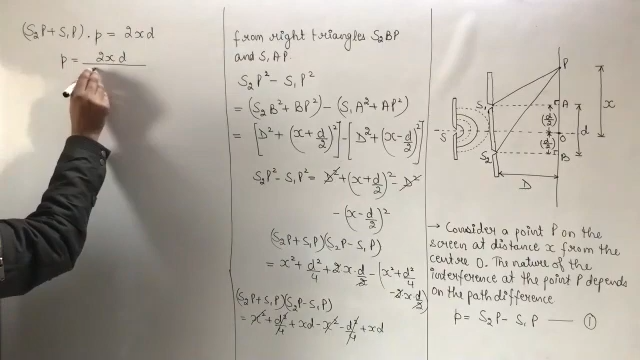 (S₂P + S₁P) . p = 2xd
p = 2xd
from right triangles S₂BP
and S₁AP
S₂P² – S₁P²
= (S₂B² + BP²) – (S₁A² + AP²)
= [D² + (x + d/2)²] – [D² + (x – d/2)²]
S₂P² – S₁P² = D² + (x + d/2)² – D²
– (x – d/2)²
(S₂P + S₁P)(S₂P – S₁P)
= x² + d²/4 + 2x·d/2 – (x² + d²/4
– 2x d/2)
(S₂P + S₁P)(S₂P – S₁P)
= x² + d²/4 + xd – x² – d²/4 + xd
P
S₁
A
x
(d/2)
S
O
d
(d/2)
S₂
B
D
→ Consider a point P on the
screen at distance x from the
centre O. The nature of the
interference at the point P depends
on the path difference
p = S₂P – S₁P —— ①